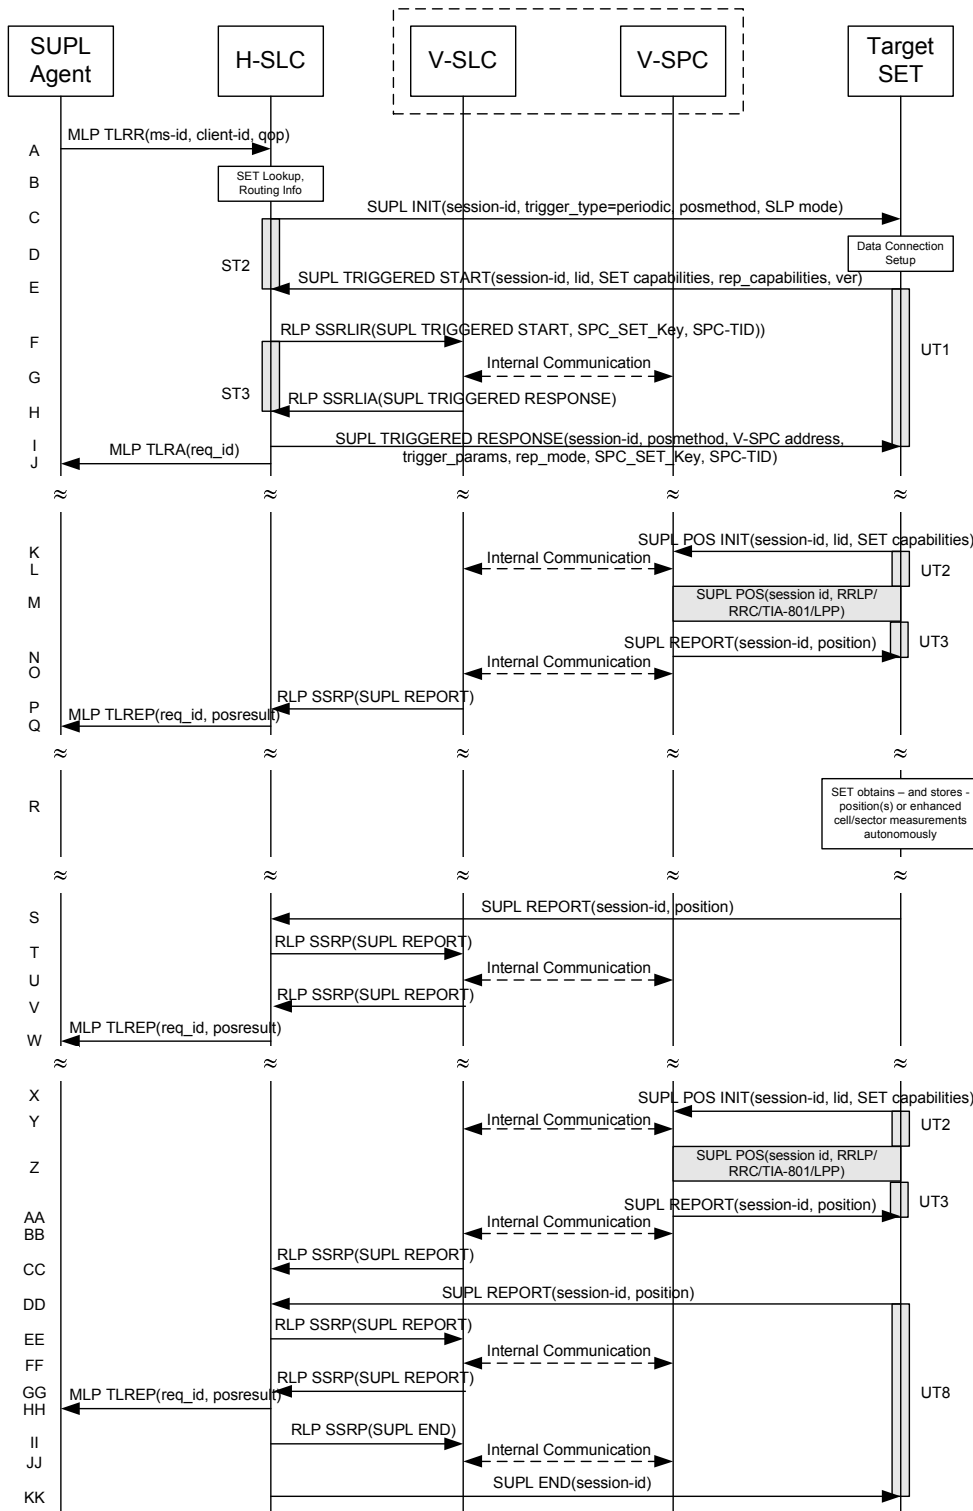 SUPL Agent
H-SLC
V-SLC
V-SPC
Target SET
A
MLP TLRR(ms-id, client-id, qop)
B
SET Lookup,
Routing Info
C
SUPL INIT(session-id, trigger_type=periodic, posmethod, SLP mode)
D
Data Connection
Setup
ST2
E
SUPL TRIGGERED START(session-id, lid, SET capabilities, rep_capabilities, ver)
F
RLP SSRLIR(SUPL TRIGGERED START, SPC_SET_Key, SPC-TID))
UT1
G
Internal Communication
ST3
H
RLP SSRLIA(SUPL TRIGGERED RESPONSE)
I
SUPL TRIGGERED RESPONSE(session-id, posmethod, V-SPC address,
trigger_params, rep_mode, SPC_SET_Key, SPC-TID)
J
MLP TLRA(req_id)
≈ ≈ ≈ ≈ ≈
K
SUPL POS INIT(session-id, lid, SET capabilities)
L
Internal Communication
UT2
M
SUPL POS(session id, RRLP/
RRC/TIA-801/LPP)
UT3
N
SUPL REPORT(session-id, position)
O
Internal Communication
P
RLP SSRP(SUPL REPORT)
Q
MLP TLREP(req_id, posresult)
≈ ≈ ≈ ≈ ≈
R
SET obtains – and stores -
position(s) or enhanced
cell/sector measurements
autonomously
≈ ≈ ≈ ≈ ≈
S
SUPL REPORT(session-id, position)
T
RLP SSRP(SUPL REPORT)
U
Internal Communication
V
RLP SSRP(SUPL REPORT)
W
MLP TLREP(req_id, posresult)
≈ ≈ ≈ ≈ ≈
X
SUPL POS INIT(session-id, lid, SET capabilities)
Y
Internal Communication
UT2
Z
SUPL POS(session id, RRLP/
RRC/TIA-801/LPP)
UT3
AA
SUPL REPORT(session-id, position)
BB
Internal Communication
CC
RLP SSRP(SUPL REPORT)
DD
SUPL REPORT(session-id, position)
EE
RLP SSRP(SUPL REPORT)
FF
Internal Communication
GG
RLP SSRP(SUPL REPORT)
UT8
HH
MLP TLREP(req_id, posresult)
II
RLP SSRP(SUPL END)
JJ
Internal Communication
KK
SUPL END(session-id)